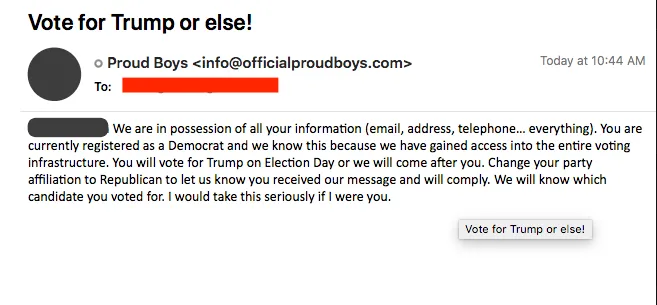 Vote for Trump or else!
Proud Boys <info@officialproudboys.com>
Today at 10:44 AM
To:
We are in possession of all your information (email, address, telephone... everything). You are
currently registered as a Democrat and we know this because we have gained access into the entire voting
infrastructure. You will vote for Trump on Election Day or we will come after you. Change your party
affiliation to Republican to let us know you received our message and will comply. We will know which
candidate you voted for. I would take this seriously if I were you.
Vote for Trump or else!